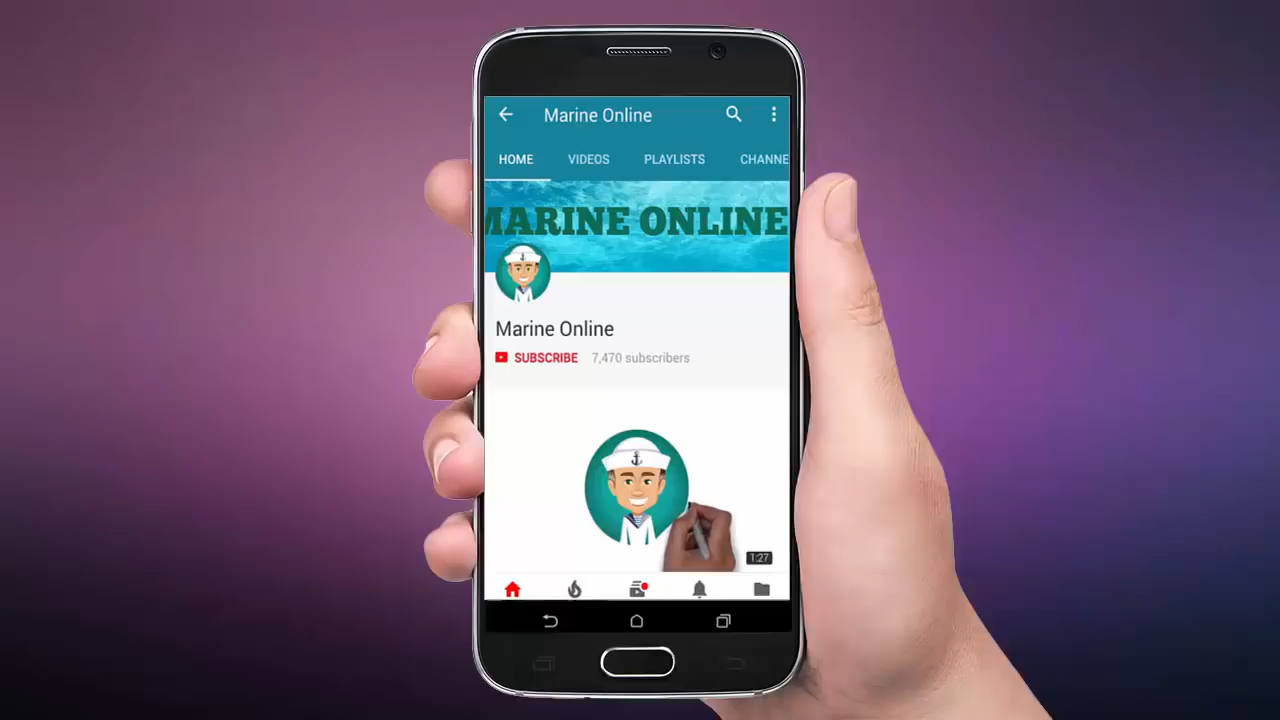 Marine Online
HOME VIDEOS PLAYLISTS CHANNE
MARINE ONLINE
Marine Online
SUBSCRIBE 7,470 subscribers
1:27